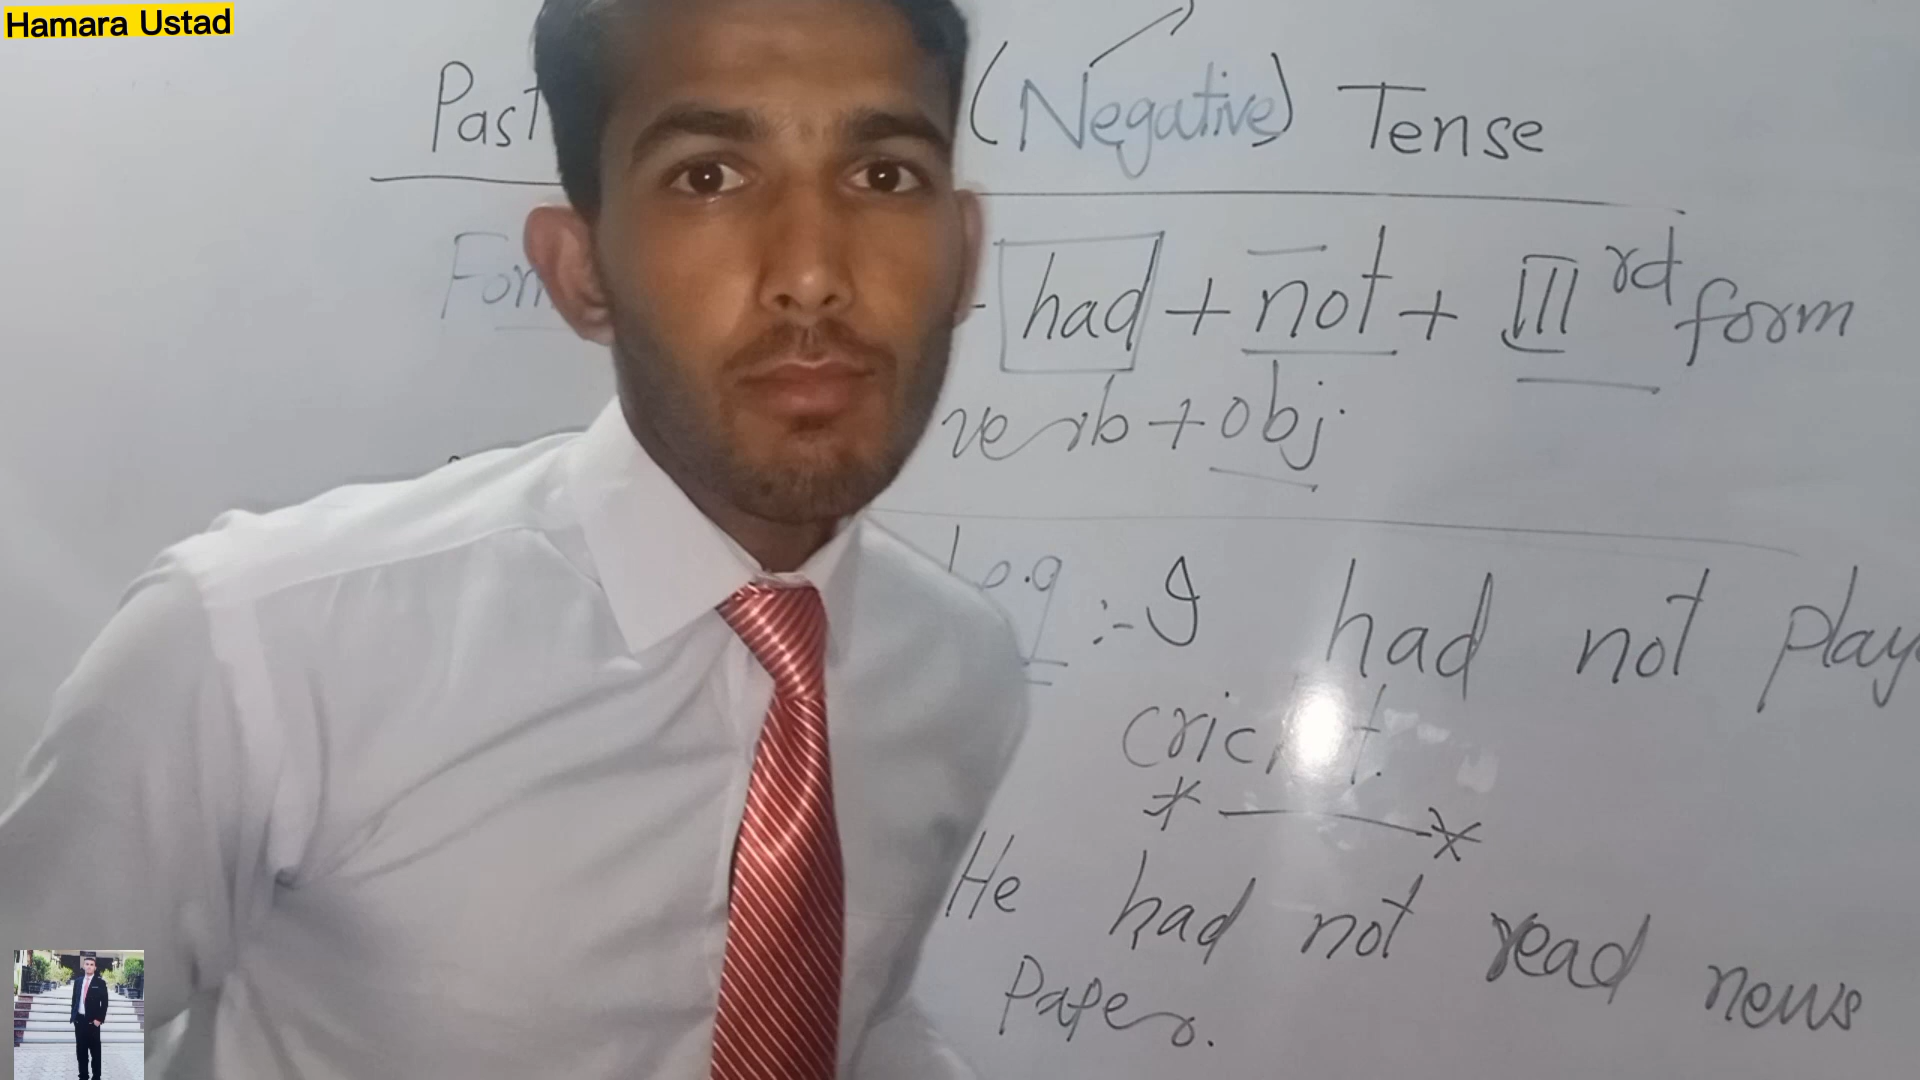 Hamara Ustad
Past (Negative) Tense
had + not + III rd form
verb + obj.
e.g :- I had not play
cricket.
He had not read news
Paper.